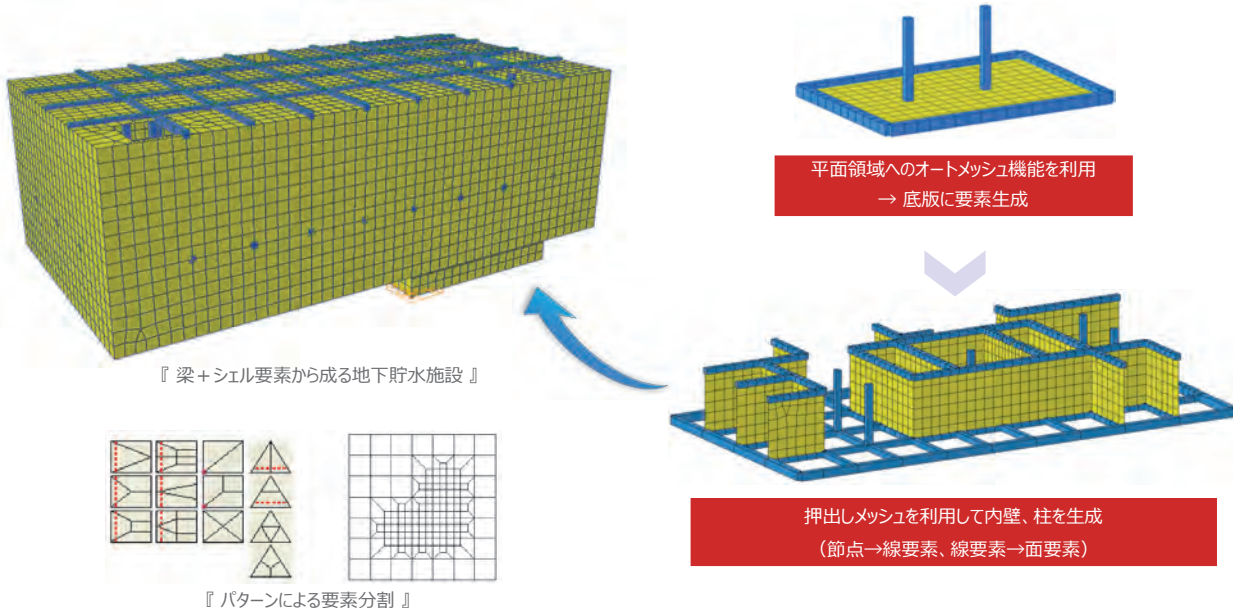 平面領域へのオートメッシュ機能を利用
→ 底版に要素生成
『 梁＋シェル要素から成る地下貯水施設 』
押出しメッシュを利用して内壁、柱を生成
（節点→線要素、線要素→面要素）
『 パターンによる要素分割 』